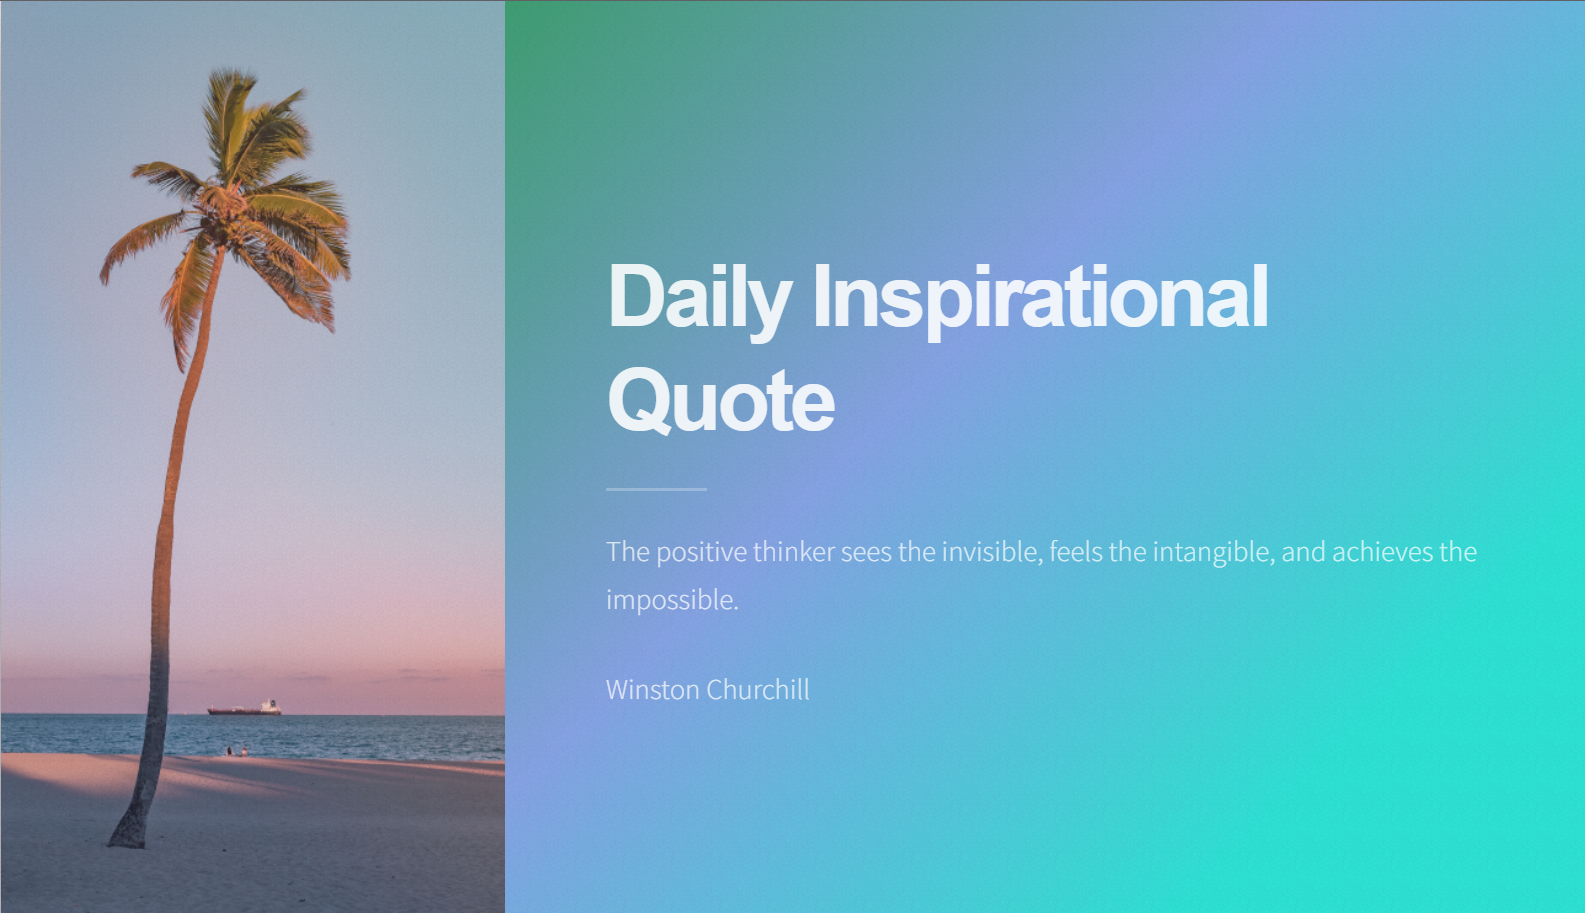 Daily Inspirational
Quote
The positive thinker sees the invisible, feels the intangible, and achieves the
impossible.
Winston Churchill